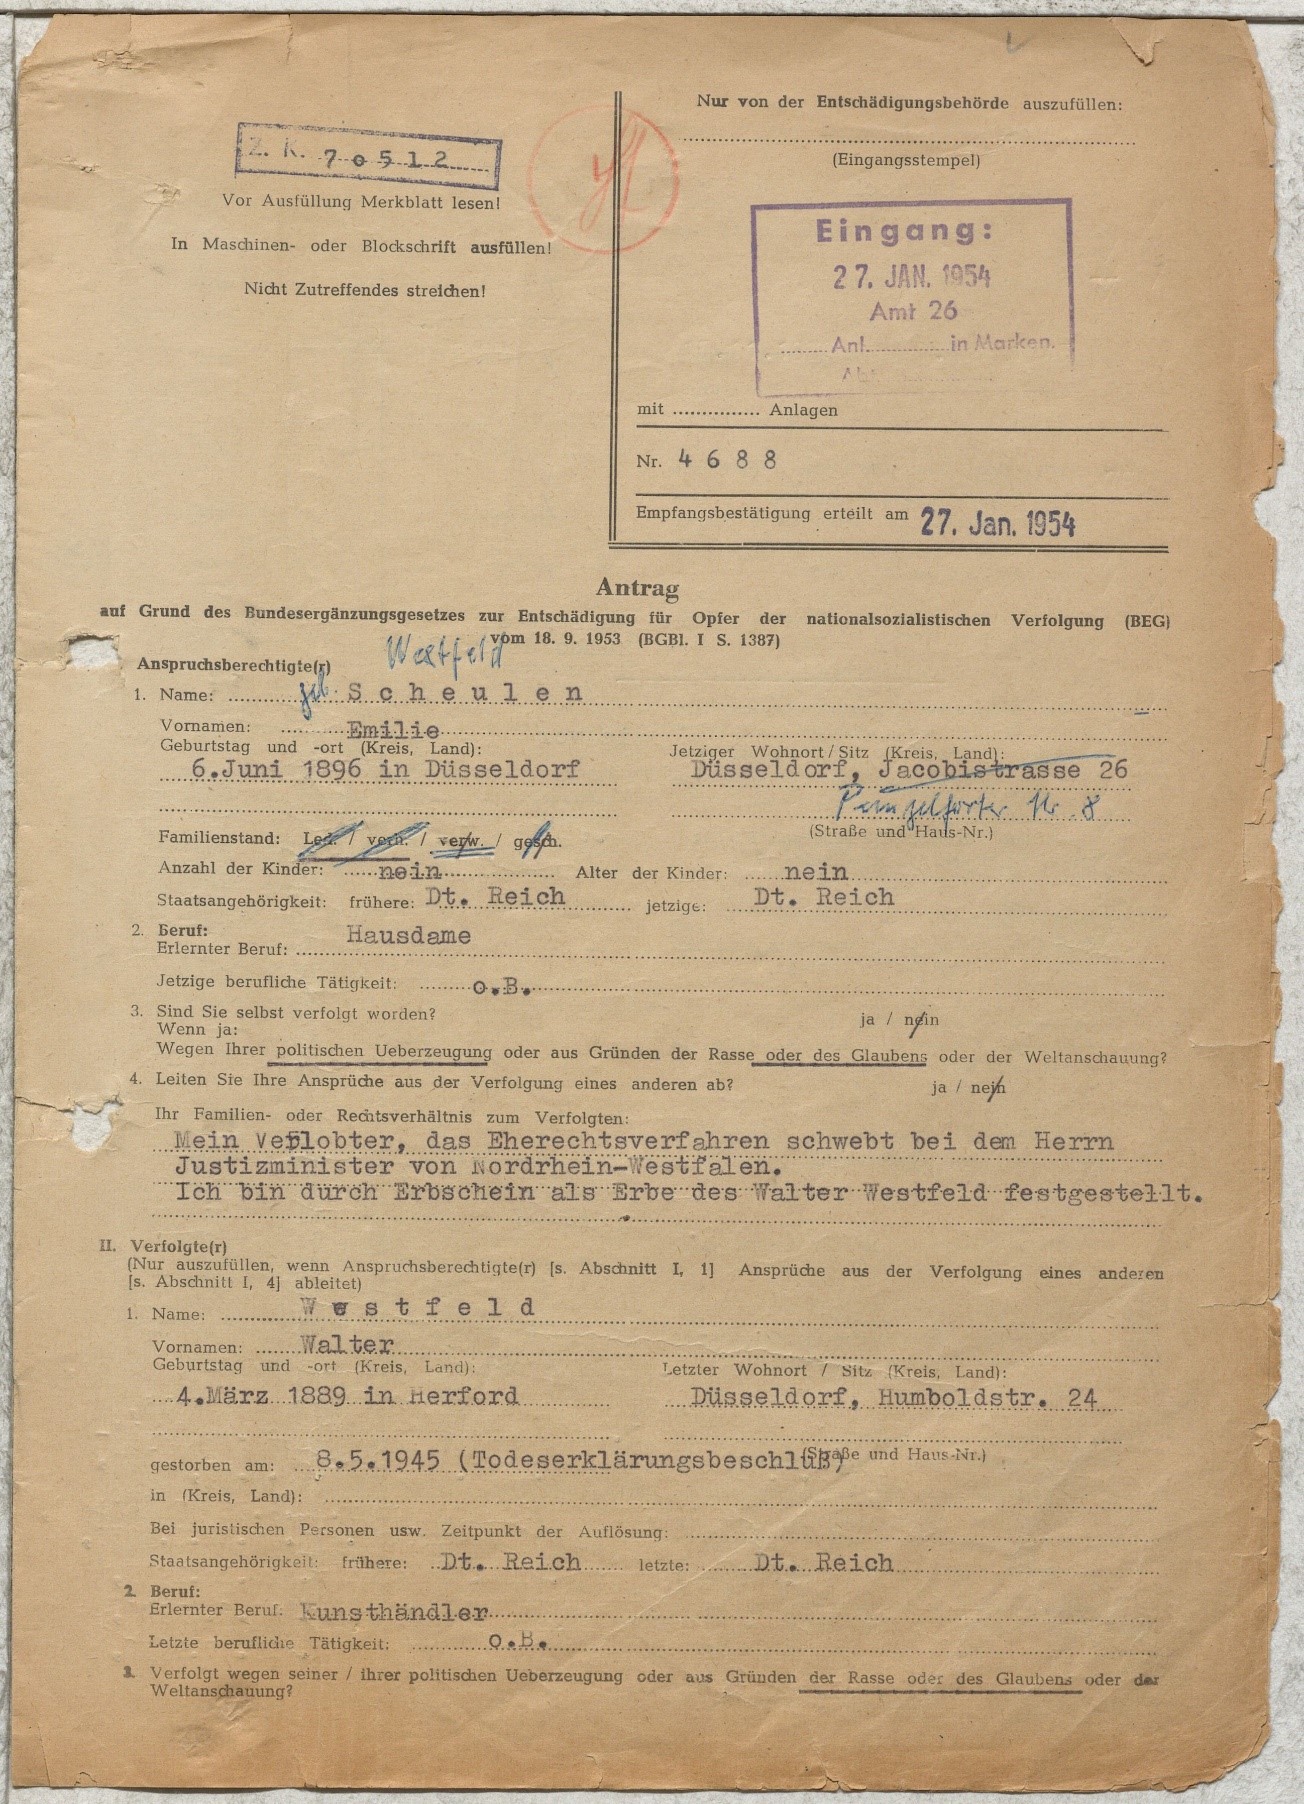 Nur von der Entschädigungsbehörde auszufüllen:
(Eingangsstempel)
Z. K. 70512
Vor Ausfüllung Merkblatt lesen!
In Maschinen- oder Blockschrift ausfüllen!
Nicht Zutreffendes streichen!
Eingang:
27. JAN. 1954
Amt 26
Anl. in Marken.
mit ............... Anlagen
Nr. 4688
Empfangsbestätigung erteilt am 27. Jan. 1954
Antrag
auf Grund des Bundesergänzungsgesetzes zur Entschädigung für Opfer der nationalsozialistischen Verfolgung (BEG)
vom 18. 9. 1953 (BGBl. I S. 1387)
Westfeld
Anspruchsberechtigte(r)
1. Name: geb. Scheulen
Vornamen: Emilie
Geburtstag und -ort (Kreis, Land): Jetziger Wohnort / Sitz (Kreis, Land):
6.Juni 1896 in Düsseldorf Düsseldorf, Jacobistrasse 26
Nr. 8
(Straße und Haus-Nr.)
Familienstand: Led. / verh. / verw. / gesch.
Anzahl der Kinder: nein Alter der Kinder: nein
Staatsangehörigkeit: frühere: Dt. Reich jetzige: Dt. Reich
2. Beruf: Hausdame
Erlernter Beruf:
Jetzige berufliche Tätigkeit: o.B.
3. Sind Sie selbst verfolgt worden? ja / nein
Wenn ja:
Wegen Ihrer politischen Ueberzeugung oder aus Gründen der Rasse oder des Glaubens oder der Weltanschauung?
4. Leiten Sie Ihre Ansprüche aus der Verfolgung eines anderen ab? ja / nein
Ihr Familien- oder Rechtsverhältnis zum Verfolgten:
Mein Verlobter, das Eherechtsverfahren schwebt bei dem Herrn
Justizminister von Nordrhein-Westfalen.
Ich bin durch Erbschein als Erbe des Walter Westfeld festgestellt.
II. Verfolgte(r)
(Nur auszufüllen, wenn Anspruchsberechtigte(r) [s. Abschnitt I, 1] Ansprüche aus der Verfolgung eines anderen
[s. Abschnitt I, 4] ableitet)
1. Name: Westfeld
Vornamen: Walter
Geburtstag und -ort (Kreis, Land): Letzter Wohnort / Sitz (Kreis, Land):
4.März 1889 in Herford Düsseldorf, Humboldstr. 24
(Straße und Haus-Nr.)
gestorben am: 8.5.1945 (Todeserklärungsbeschluß)
in (Kreis, Land):
Bei juristischen Personen usw. Zeitpunkt der Auflösung:
Staatsangehörigkeit: frühere: Dt. Reich letzte: Dt. Reich
2. Beruf:
Erlernter Beruf: Kunsthändler
Letzte berufliche Tätigkeit: o.B.
3. Verfolgt wegen seiner / ihrer politischen Ueberzeugung oder aus Gründen der Rasse oder des Glaubens oder der
Weltanschauung?